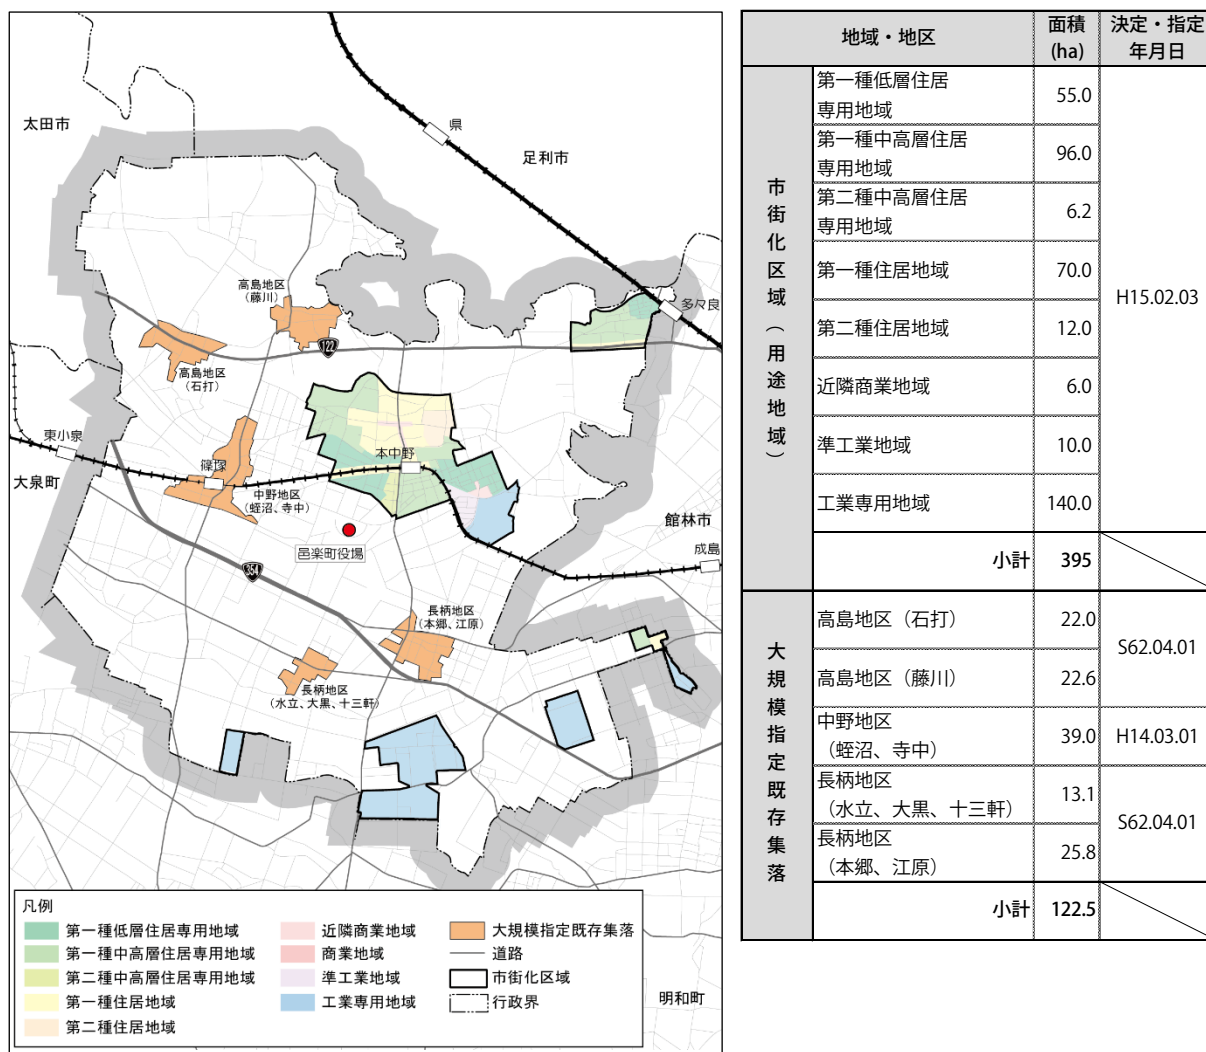 太田市
県
足利市
高島地区
(藤川)
多々良
122
高島地区
(石打)
東小泉
本中野
篠塚
大泉町
中野地区
(蛭沼、寺中)
館林市
邑楽町役場
成島
354
長柄地区
(本郷、江原)
長柄地区
(水立、大黒、十三軒)
明和町
凡例
第一種低層住居専用地域
第一種中高層住居専用地域
第二種中高層住居専用地域
第一種住居地域
第二種住居地域
近隣商業地域
商業地域
準工業地域
工業専用地域
大規模指定既存集落
道路
市街化区域
行政界
地域・地区 面積 決定・指定
(ha) 年月日
市街化区域(用途地域)
第一種低層住居
専用地域 55.0
第一種中高層住居
専用地域 96.0
第二種中高層住居
専用地域 6.2
第一種住居地域 70.0
H15.02.03
第二種住居地域 12.0
近隣商業地域 6.0
準工業地域 10.0
工業専用地域 140.0
小計 395
大規模指定既存集落
高島地区(石打) 22.0
S62.04.01
高島地区(藤川) 22.6
中野地区
(蛭沼、寺中) 39.0 H14.03.01
長柄地区
(水立、大黒、十三軒) 13.1
S62.04.01
長柄地区
(本郷、江原) 25.8
小計 122.5